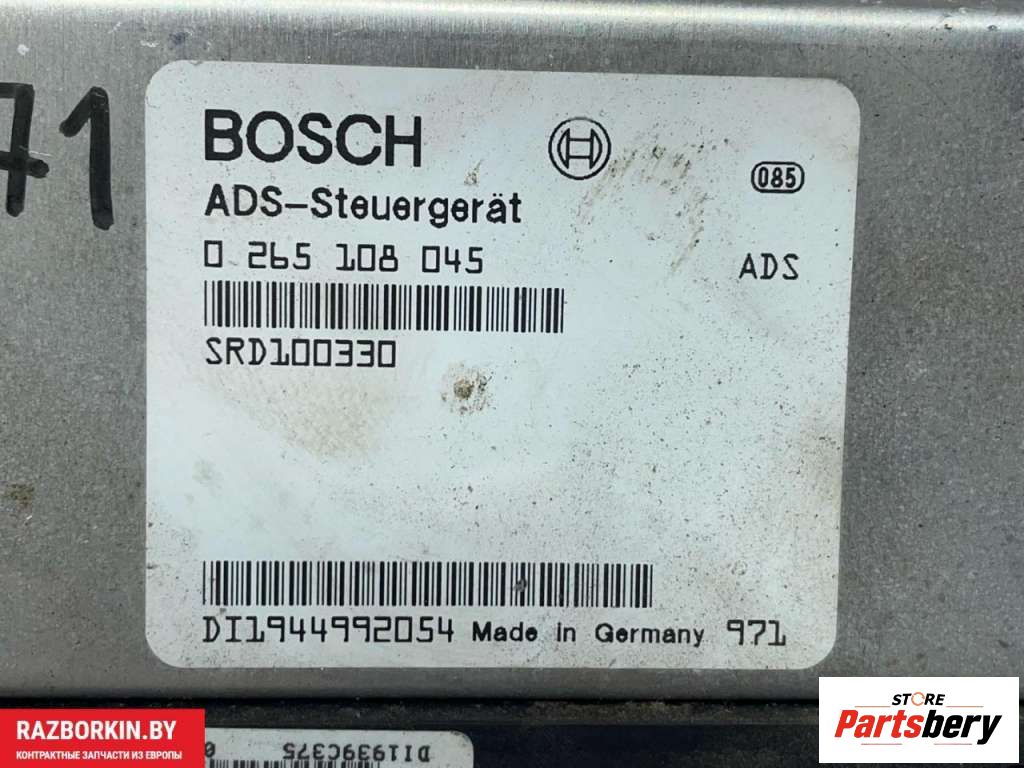 71
BOSCH
085
ADS-Steuergerät
0 265 108 045 ADS
SRD100330
DI1944992054 Made in Germany 971
STORE
Partsbery
RAZBORKIN.BY
КОНТРАКТНЫЕ ЗАПЧАСТИ ИЗ ЕВРОПЫ
DI1939C375